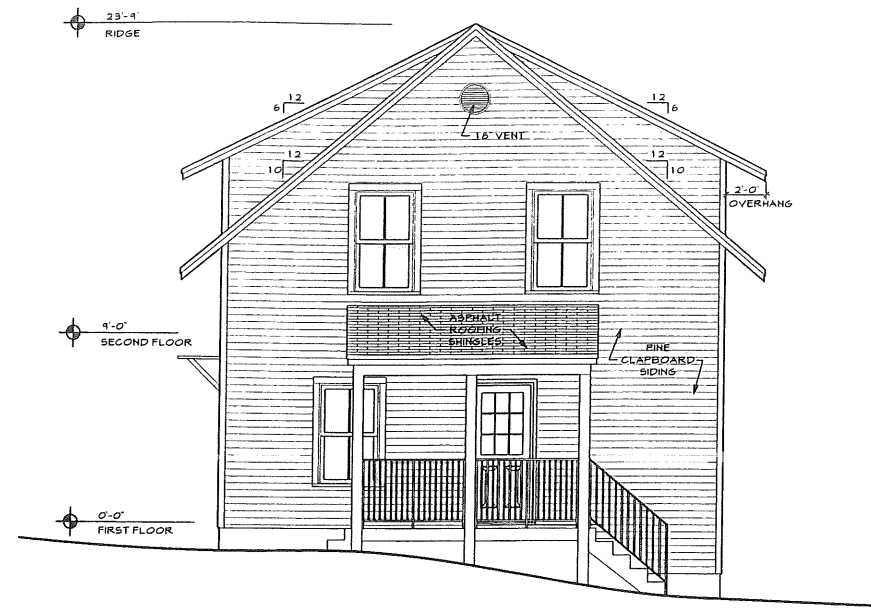 23'-9"
RIDGE
12
6
12
6
18" VENT
12
10
12
10
2'-0"
OVERHANG
9'-0"
SECOND FLOOR
ASPHALT
ROOFING
SHINGLES
PINE
CLAPBOARD
SIDING
0'-0"
FIRST FLOOR